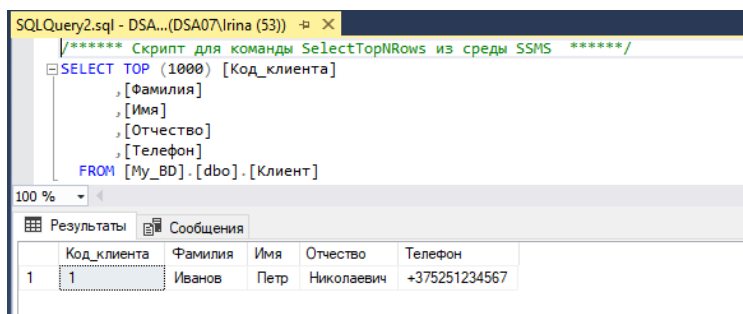 SQLQuery2.sql - DSA...(DSA07\Irina (53))
/****** Скрипт для команды SelectTopNRows из среды SSMS ******/
SELECT TOP (1000) [Код_клиента]
,[Фамилия]
,[Имя]
,[Отчество]
,[Телефон]
FROM [My_BD].[dbo].[Клиент]
100 %
Результаты Сообщения
Код_клиента Фамилия Имя Отчество Телефон
1 1 Иванов Петр Николаевич +375251234567